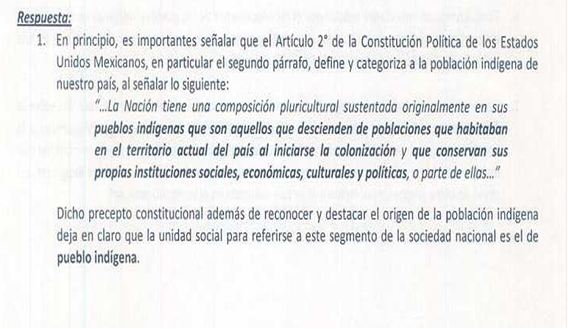 Respuesta:
1. En principio, es importantes señalar que el Artículo 2° de la Constitución Política de los Estados
Unidos Mexicanos, en particular el segundo párrafo, define y categoriza a la población indígena de
nuestro país, al señalar lo siguiente:
"...La Nación tiene una composición pluricultural sustentada originalmente en sus
pueblos indígenas que son aquellos que descienden de poblaciones que habitaban
en el territorio actual del país al iniciarse la colonización y que conservan sus
propias instituciones sociales, económicas, culturales y políticas, o parte de ellas..."
Dicho precepto constitucional además de reconocer y destacar el origen de la población indígena
deja en claro que la unidad social para referirse a este segmento de la sociedad nacional es el de
pueblo indígena.